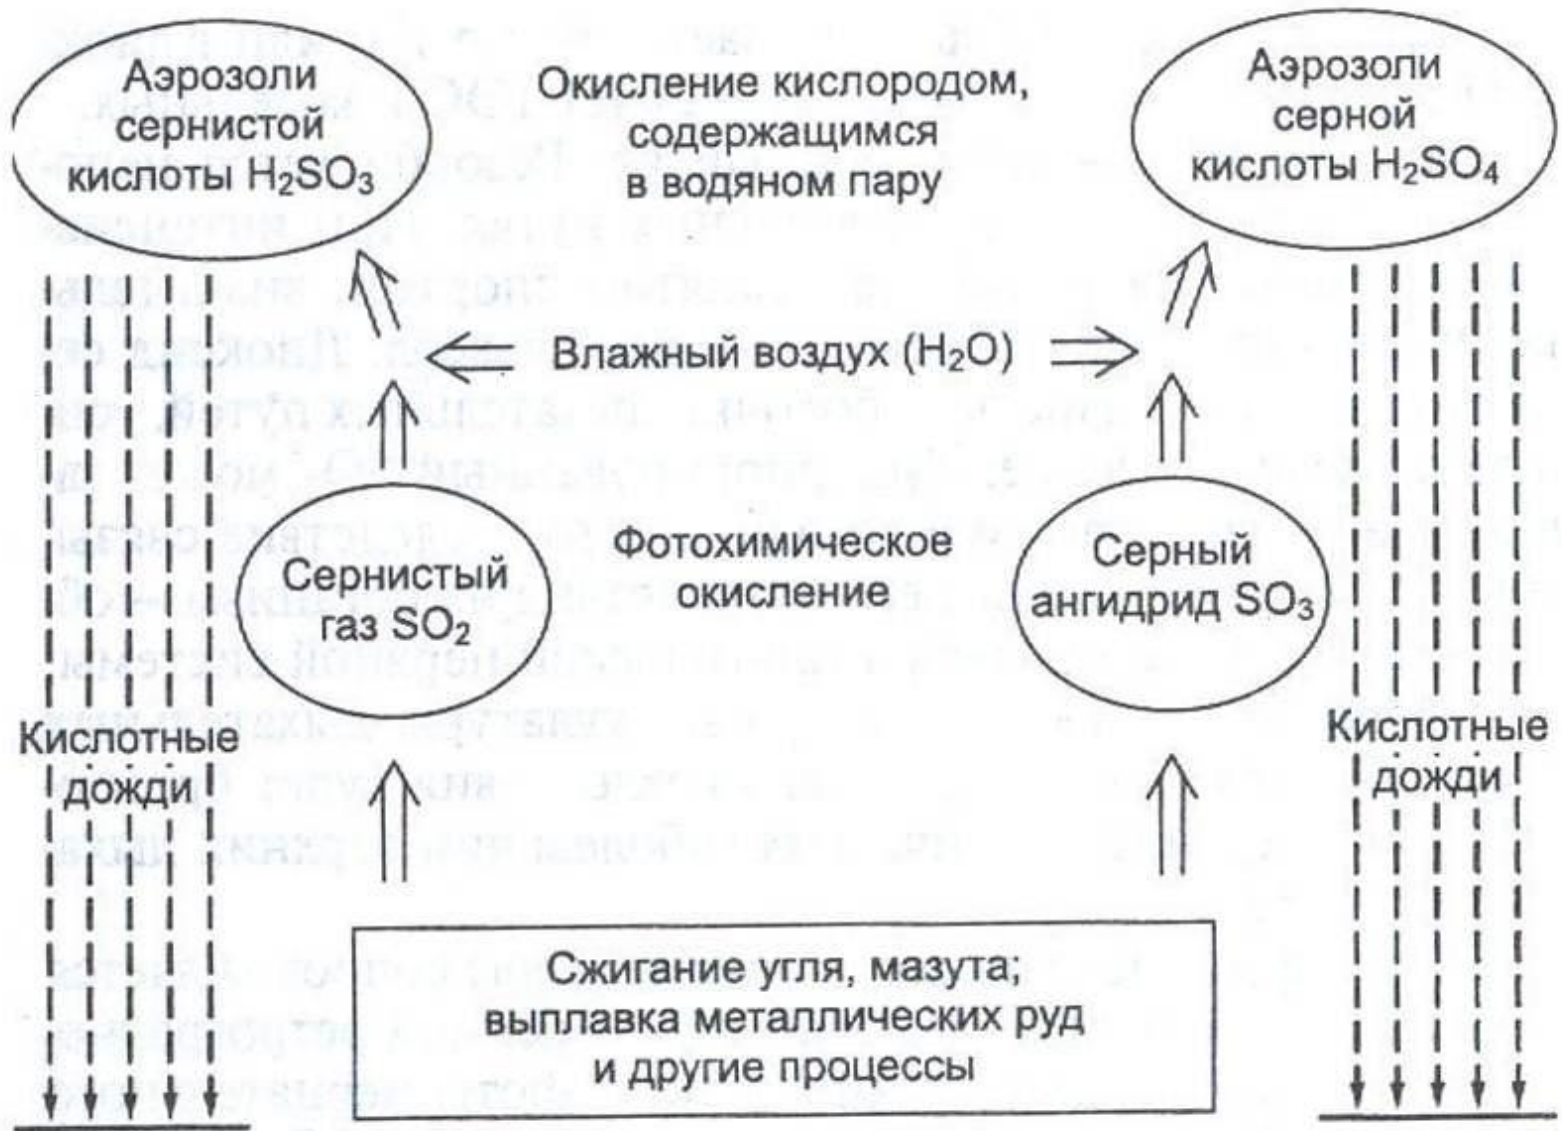 Аэрозоли
сернистой
кислоты H₂SO₃
Окисление кислородом,
содержащимся
в водяном пару
Аэрозоли
серной
кислоты H₂SO₄
Влажный воздух (H₂O)
Сернистый
газ SO₂
Фотохимическое
окисление
Серный
ангидрид SO₃
Кислотные
дожди
Кислотные
дожди
Сжигание угля, мазута;
выплавка металлических руд
и другие процессы